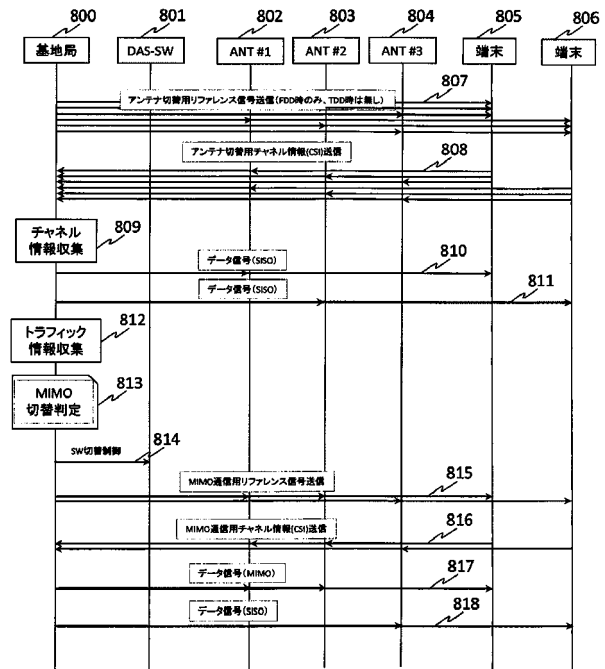 800 801 802 803 804 805 806
基地局 DAS-SW ANT #1 ANT #2 ANT #3 端末 端末
アンテナ切替用リファレンス信号送信(FDD時のみ、TDD時は無し) 807
アンテナ切替用チャネル情報(CSI)送信 808
チャネル
情報収集 809
データ信号(SISO) 810
データ信号(SISO) 811
トラフィック
情報収集 812
MIMO
切替判定 813
SW切替制御 814
MIMO通信用リファレンス信号送信 815
MIMO通信用チャネル情報(CSI)送信 816
データ信号(MIMO) 817
データ信号(SISO) 818